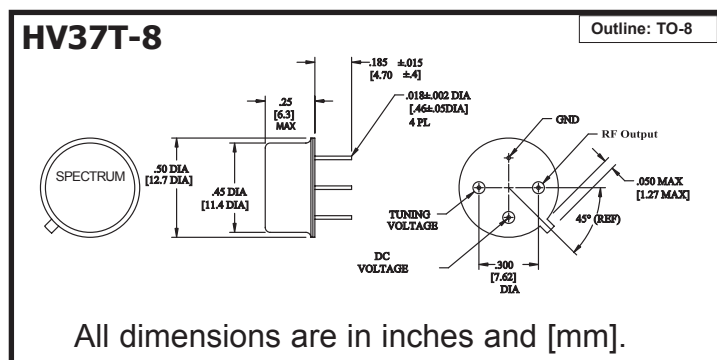 HV37T-8
Outline: TO-8
.185 ±.015
[4.70 ±.4]
.25
[6.3]
MAX
.018±.002 DIA
[.46±.05DIA]
4 PL
GND
RF Output
SPECTRUM
.50 DIA
[12.7 DIA]
.45 DIA
[11.4 DIA]
.050 MAX
[1.27 MAX]
TUNING
VOLTAGE
45° (REF)
DC
VOLTAGE
.300
[7.62]
DIA
All dimensions are in inches and [mm].